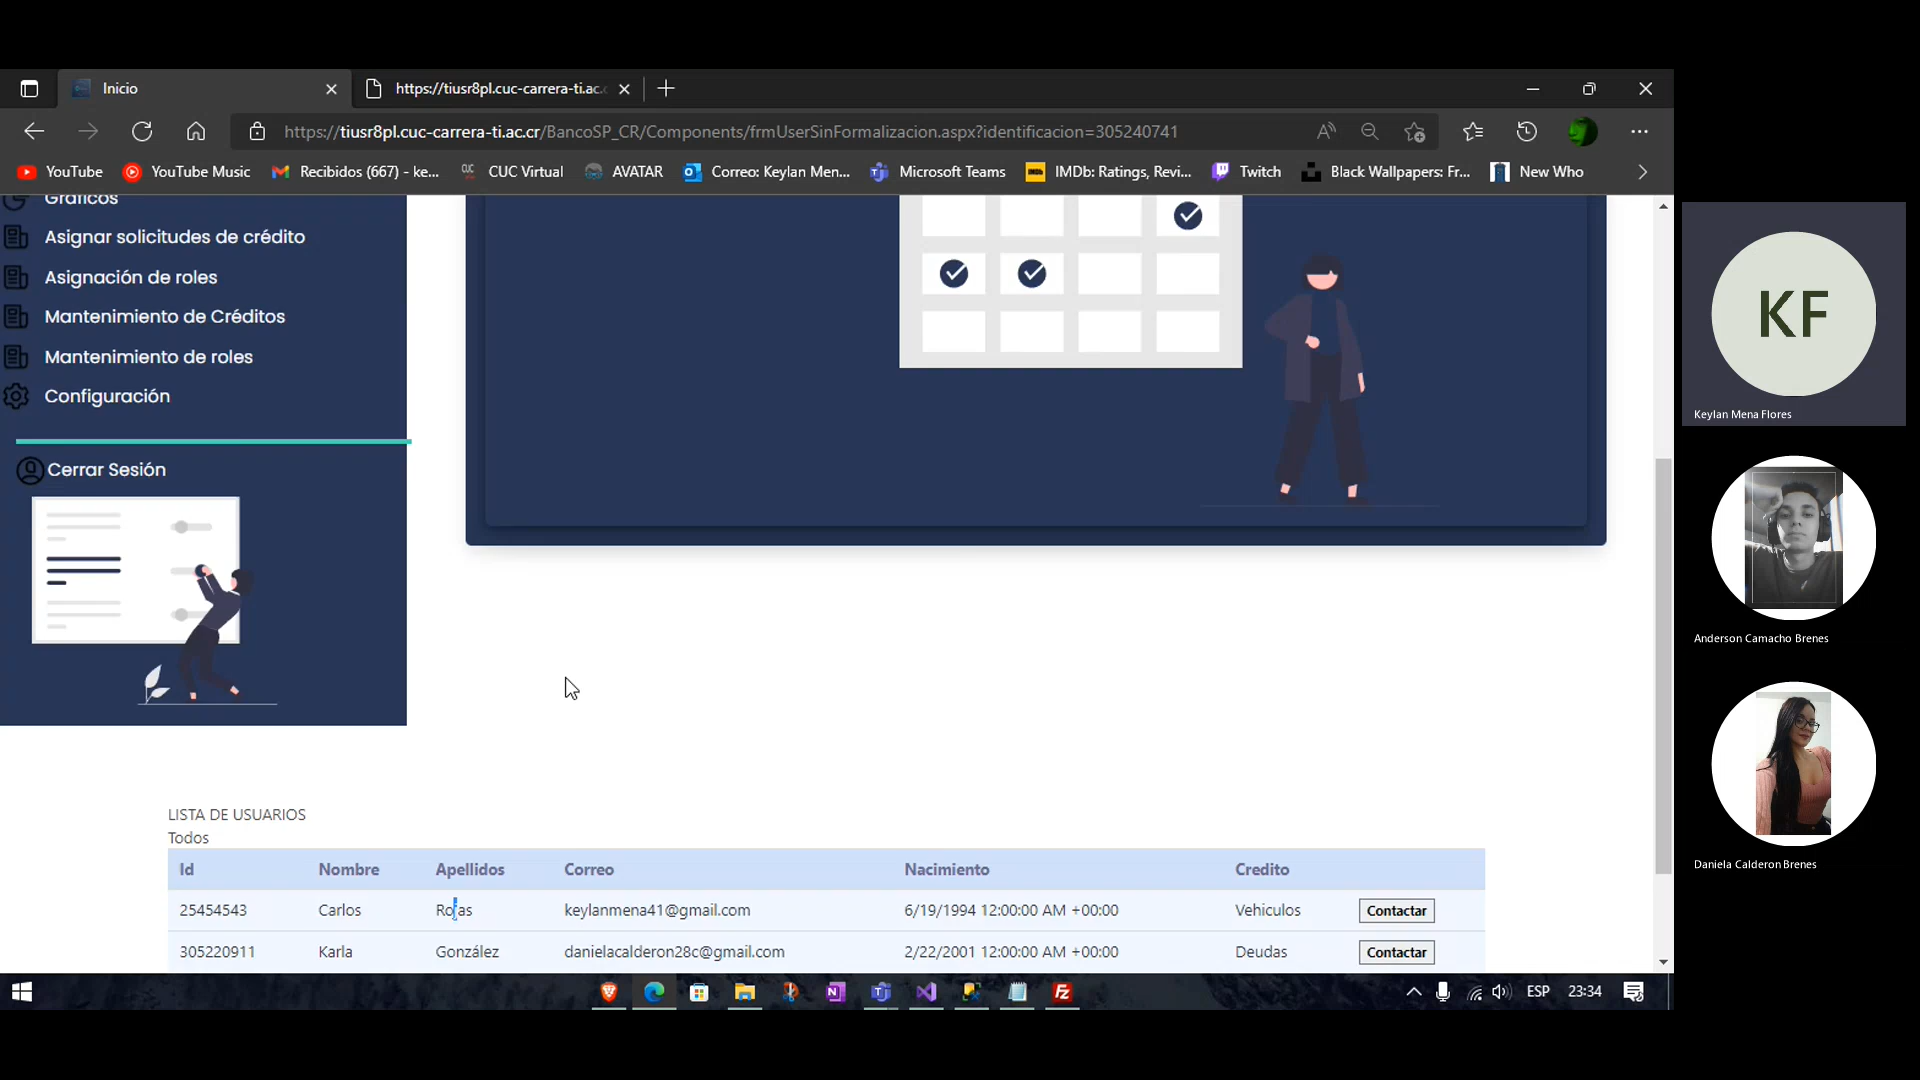 Inicio
https://tiusr8pl.cuc-carrera-ti.ac.c
https://tiusr8pl.cuc-carrera-ti.ac.cr/BancoSP_CR/Components/frmUserSinFormalizacion.aspx?identificacion=305240741
YouTube
YouTube Music
Recibidos (667) - ke...
CUC Virtual
AVATAR
Correo: Keylan Men...
Microsoft Teams
IMDb: Ratings, Revi...
Twitch
Black Wallpapers: Fr...
New Who
Gráficos
Asignar solicitudes de crédito
Asignación de roles
Mantenimiento de Créditos
Mantenimiento de roles
Configuración
Cerrar Sesión
LISTA DE USUARIOS
Todos
Id Nombre Apellidos Correo Nacimiento Credito
25454543 Carlos Rojas keylanmena41@gmail.com 6/19/1994 12:00:00 AM +00:00 Vehiculos Contactar
305220911 Karla González danielacalderon28c@gmail.com 2/22/2001 12:00:00 AM +00:00 Deudas Contactar
ESP
23:34
KF
Keylan Mena Flores
Anderson Camacho Brenes
Daniela Calderon Brenes